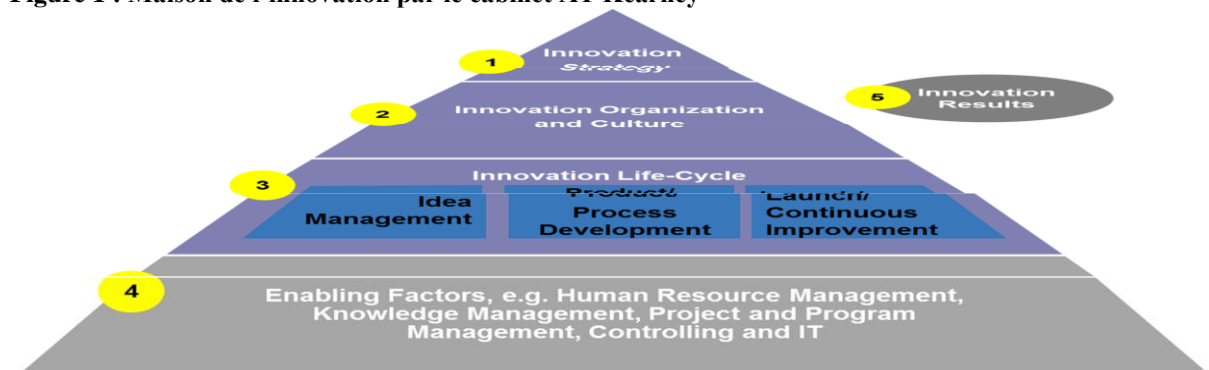 Figure 1 : Maison de l'innovation par le cabinet AT Kearney
1
Innovation
Strategy
2
Innovation Organization
and Culture
5
Innovation
Results
3
Innovation Life-Cycle
Idea
Management
Product/
Process
Development
Launch/
Continuous
Improvement
4
Enabling Factors, e.g. Human Resource Management,
Knowledge Management, Project and Program
Management, Controlling and IT